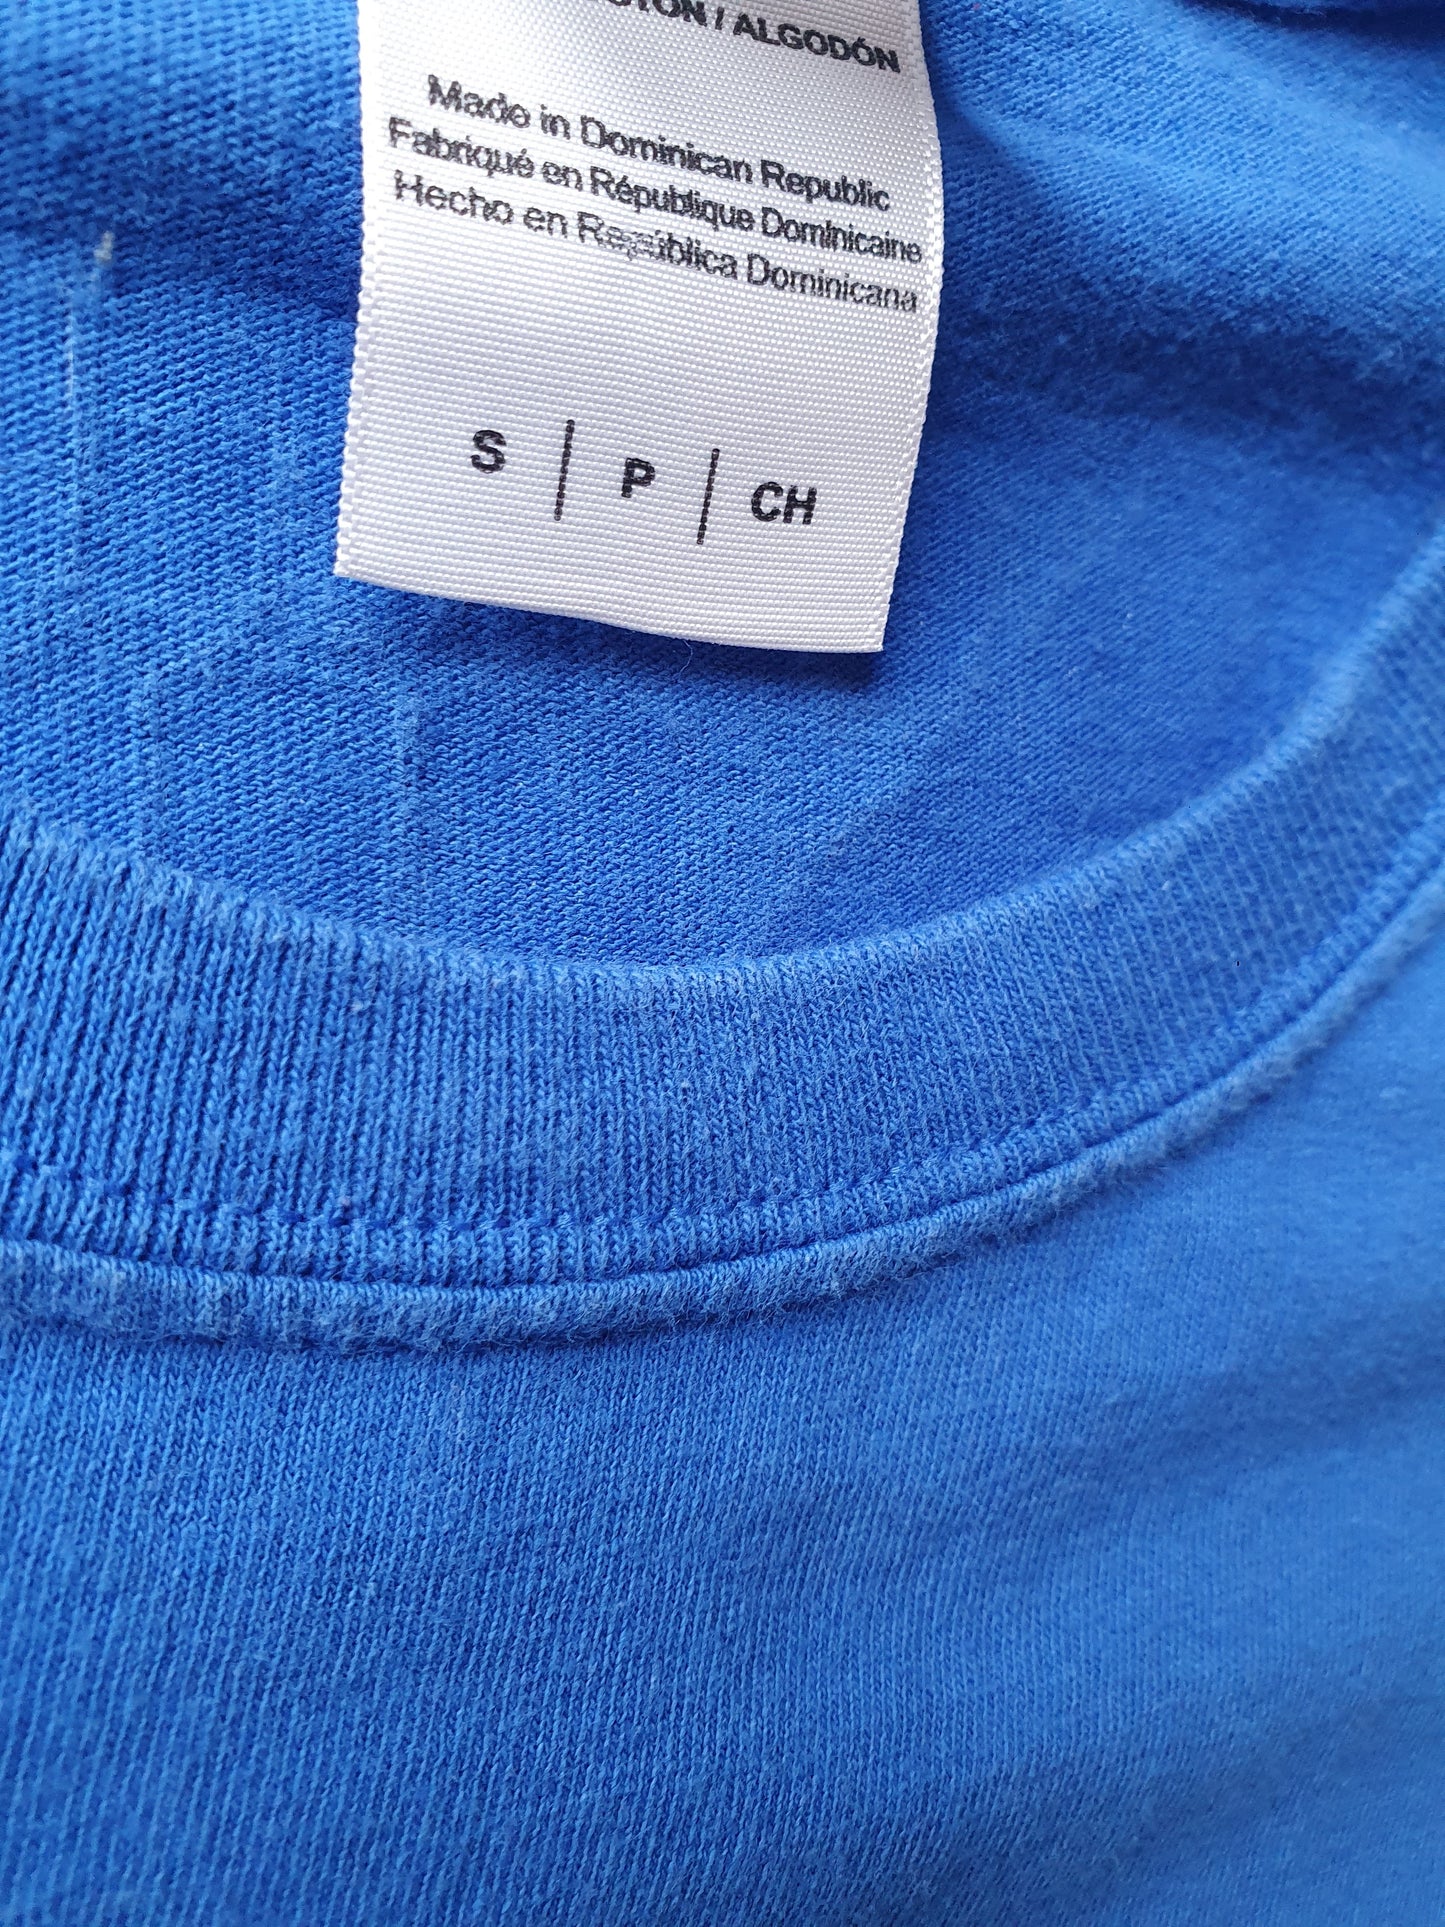 / ALGODÓN
Made in Dominican Republic
Fabriqué en République Dominicaine
Hecho en República Dominicana
S | P | CH